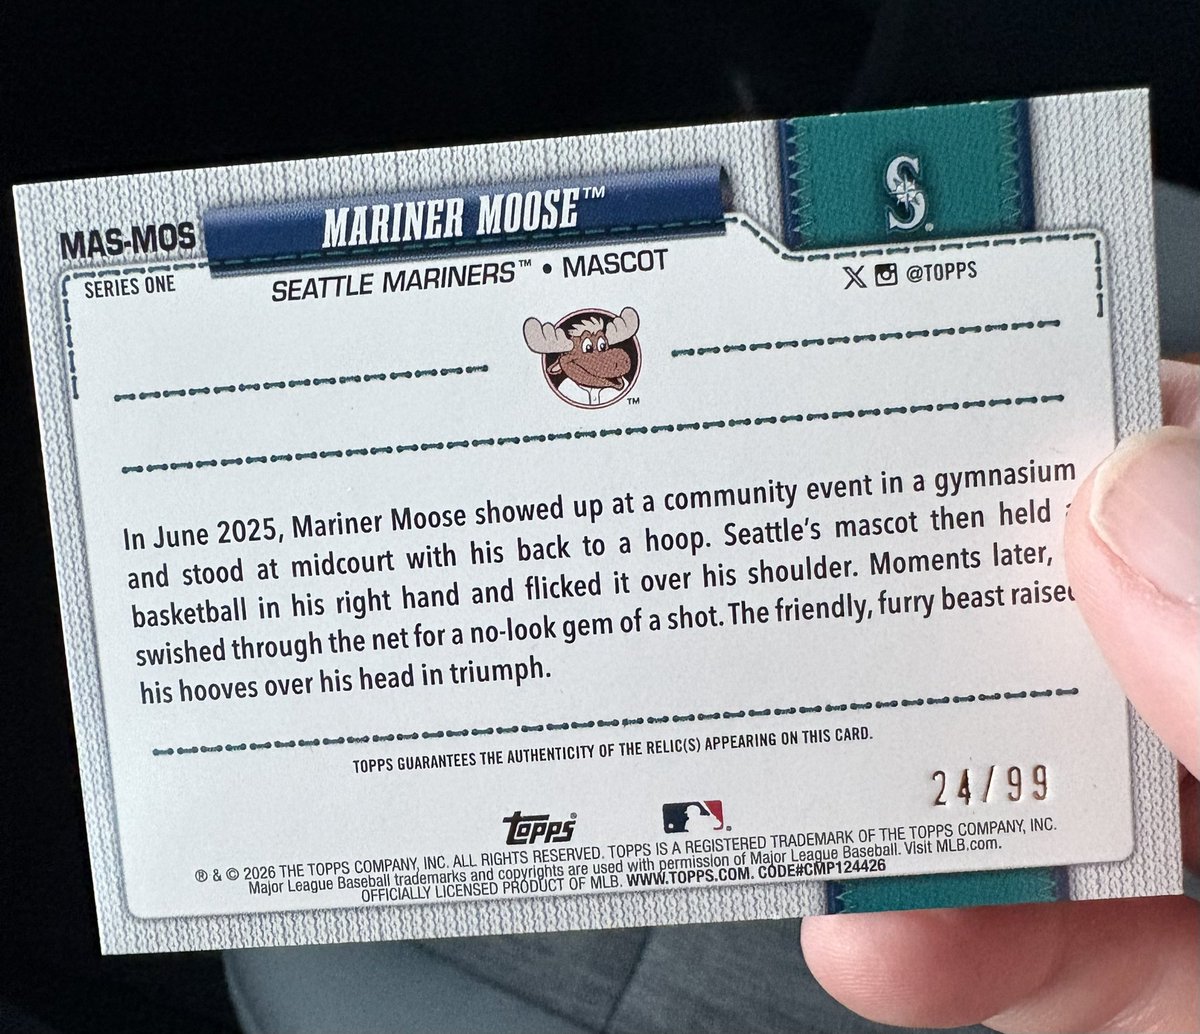 MAS-MOS
MARINER MOOSE™
S.
SERIES ONE
SEATTLE MARINERS™ • MASCOT
X @TOPPS
TM
In June 2025, Mariner Moose showed up at a community event in a gymnasium
and stood at midcourt with his back to a hoop. Seattle's mascot then held
basketball in his right hand and flicked it over his shoulder. Moments later,
swished through the net for a no-look gem of a shot. The friendly, furry beast
his hooves over his head in triumph.
TOPPS GUARANTEES THE AUTHENTICITY OF THE RELIC(S) APPEARING ON THIS CARD.
24/99
topps®
® & © 2026 THE TOPPS COMPANY, INC. ALL RIGHTS RESERVED. TOPPS IS A REGISTERED TRADEMARK OF THE TOPPS COMPANY, INC.
Major League Baseball trademarks and copyrights are used with permission of Major League Baseball. Visit MLB.com.
OFFICIALLY LICENSED PRODUCT OF MLB. WWW.TOPPS.COM. CODE#CMP124426